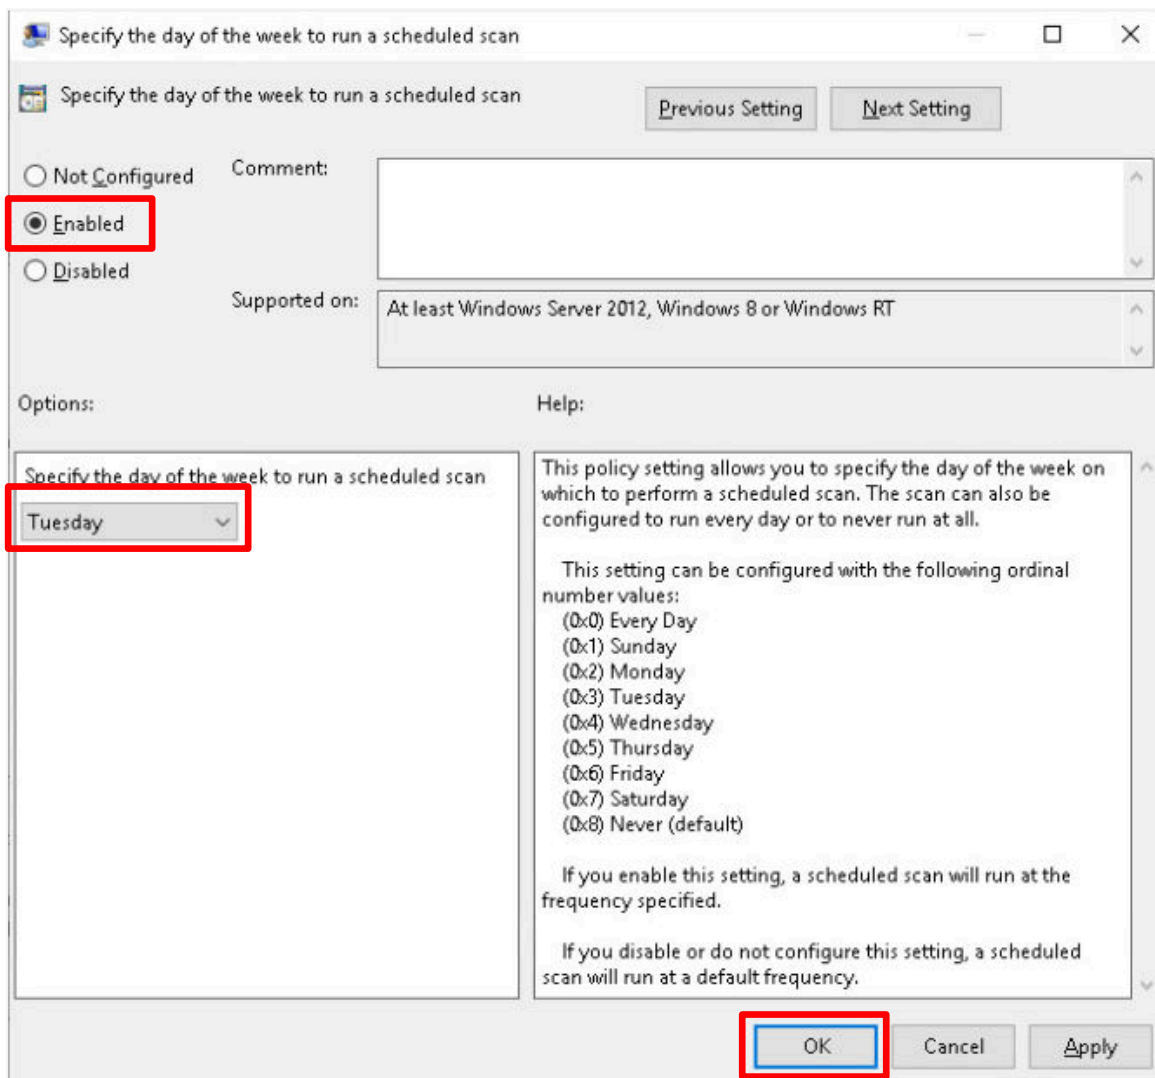 Specify the day of the week to run a scheduled scan
Specify the day of the week to run a scheduled scan
Previous Setting
Next Setting
Not Configured
Comment:
Enabled
Disabled
Supported on:
At least Windows Server 2012, Windows 8 or Windows RT
Options:
Help:
Specify the day of the week to run a scheduled scan
Tuesday
This policy setting allows you to specify the day of the week on
which to perform a scheduled scan. The scan can also be
configured to run every day or to never run at all.
This setting can be configured with the following ordinal
number values:
(0x0) Every Day
(0x1) Sunday
(0x2) Monday
(0x3) Tuesday
(0x4) Wednesday
(0x5) Thursday
(0x6) Friday
(0x7) Saturday
(0x8) Never (default)
If you enable this setting, a scheduled scan will run at the
frequency specified.
If you disable or do not configure this setting, a scheduled
scan will run at a default frequency.
OK
Cancel
Apply